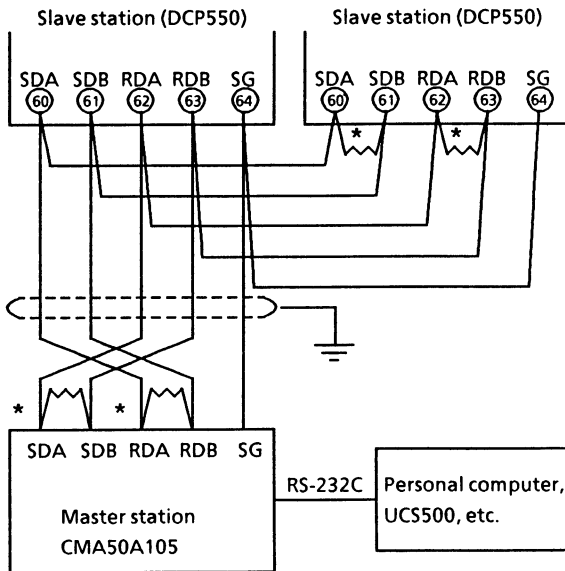 Slave station (DCP550)
SDA SDB RDA RDB SG
60 61 62 63 64
Slave station (DCP550)
SDA SDB RDA RDB SG
60 61 62 63 64
* *
* *
SDA SDB RDA RDB SG
Master station
CMA50A105
RS-232C
Personal computer,
UCS500, etc.